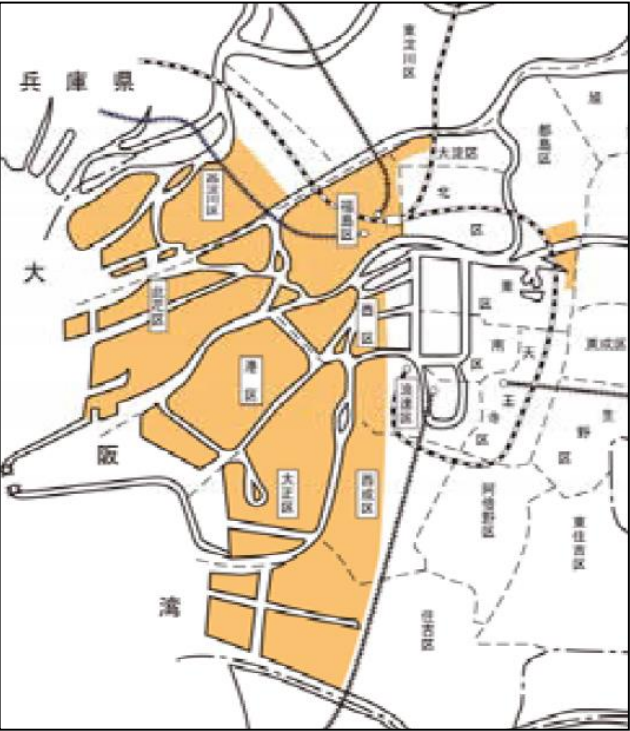 兵庫県
東淀川区
旭
都島区
大淀区
西淀川区
福島区
北区
大
此花区
西区
東区
南区
天王寺区
東成区
港区
浪速区
生野区
阪
大正区
西成区
阿倍野区
東住吉区
湾
住吉区